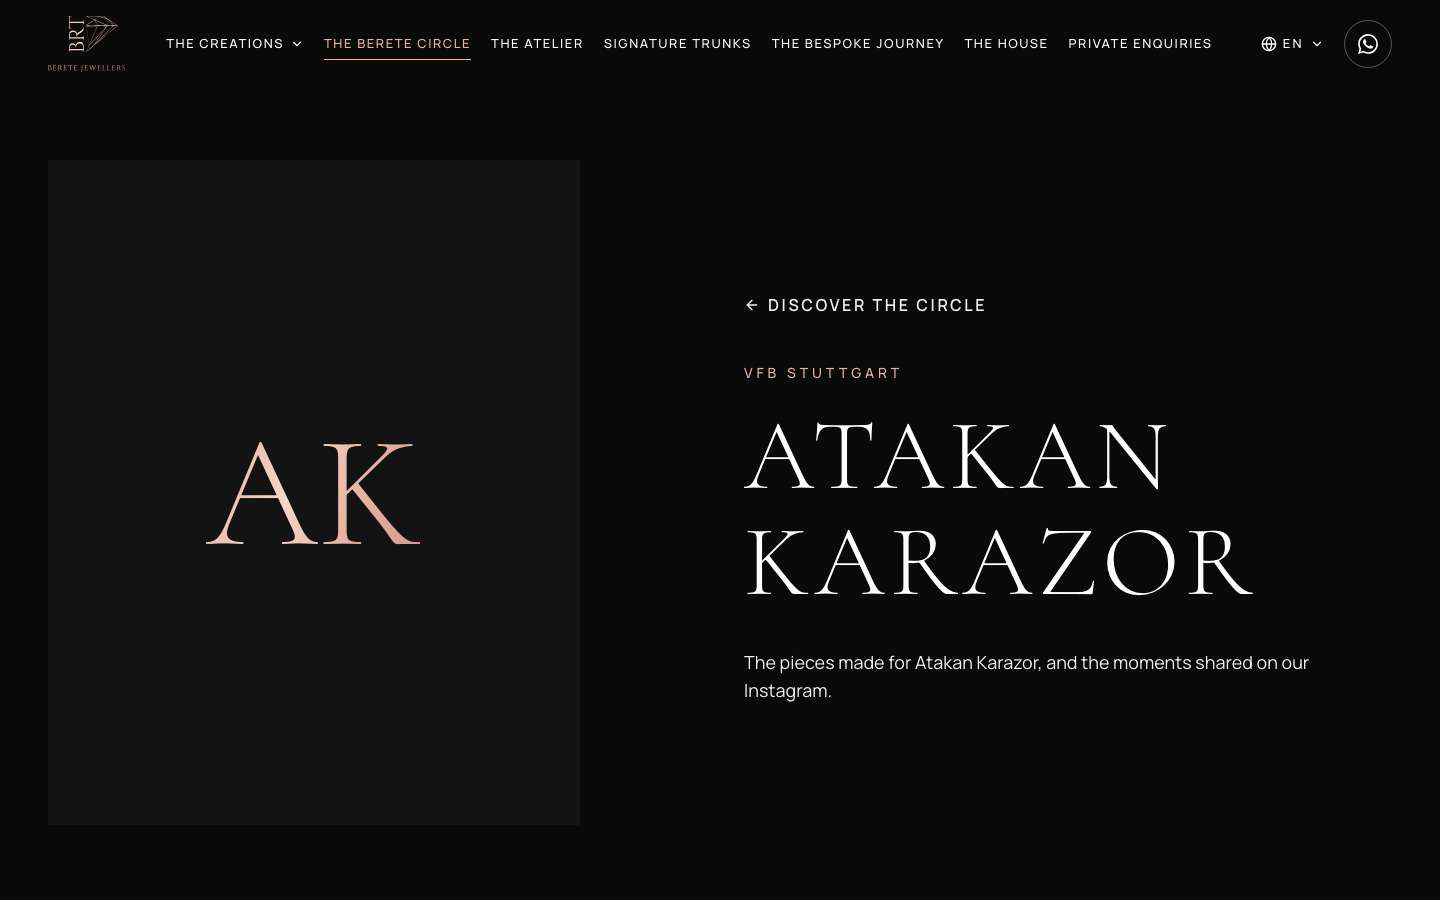 BRT
BERETE JEWELLERS
THE CREATIONS
THE BERETE CIRCLE
THE ATELIER
SIGNATURE TRUNKS
THE BESPOKE JOURNEY
THE HOUSE
PRIVATE ENQUIRIES
EN
AK
DISCOVER THE CIRCLE
VFB STUTTGART
ATAKAN
KARAZOR
The pieces made for Atakan Karazor, and the moments shared on our
Instagram.